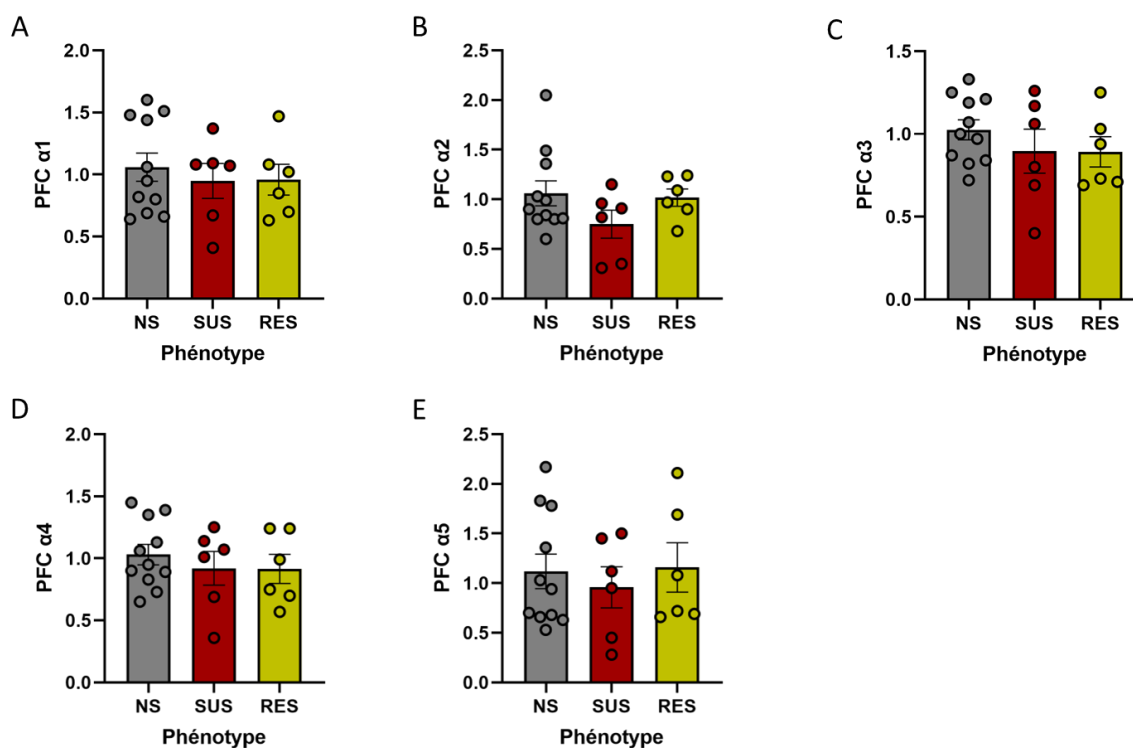 A
PFC α1
2.0
1.5
1.0
0.5
0.0
NS SUS RES
Phénotype
B
PFC α2
2.5
2.0
1.5
1.0
0.5
0.0
NS SUS RES
Phénotype
C
PFC α3
1.5
1.0
0.5
0.0
NS SUS RES
Phénotype
D
PFC α4
2.0
1.5
1.0
0.5
0.0
NS SUS RES
Phénotype
E
PFC α5
2.5
2.0
1.5
1.0
0.5
0.0
NS SUS RES
Phénotype